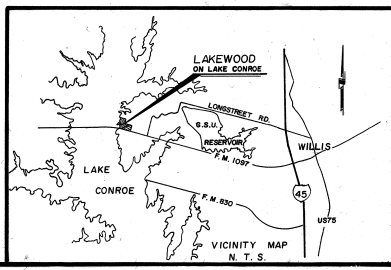 LAKEWOOD
ON LAKE CONROE
LONGSTREET RD.
G.S.U.
RESERVOIR
WILLIS
F.M. 1097
LAKE
CONROE
F.M. 830
45
US75
VICINITY MAP
N. T. S.